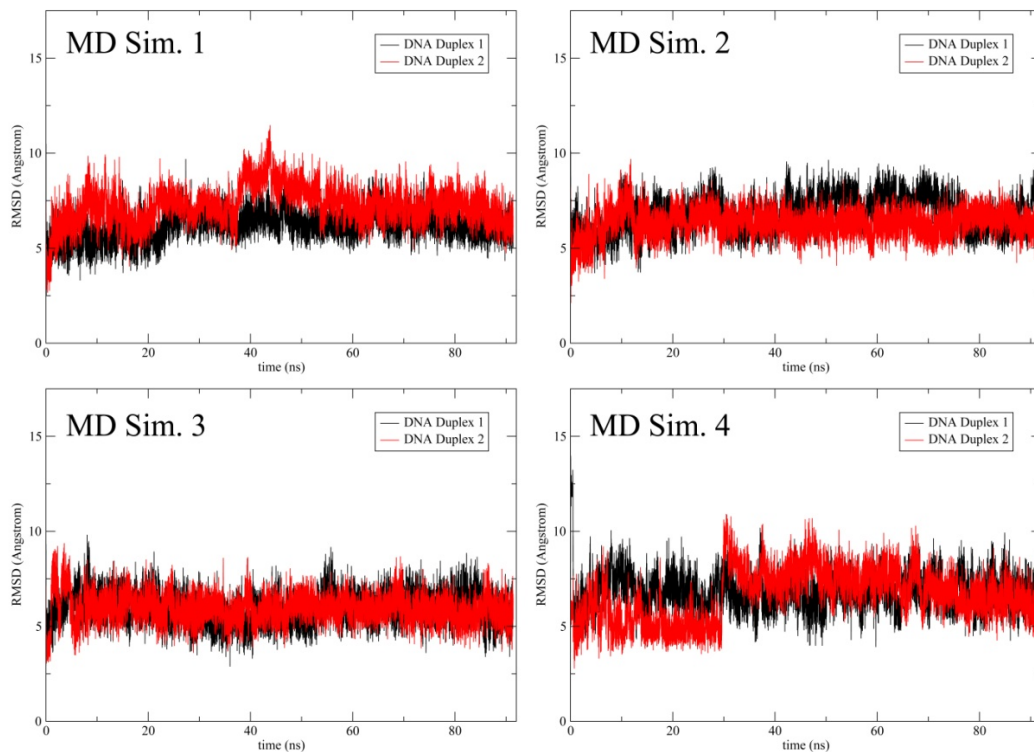 MD Sim. 1
DNA Duplex 1
DNA Duplex 2
15
10
5
0
RMSD (Angstrom)
0 20 40 60 80
time (ns)
MD Sim. 2
DNA Duplex 1
DNA Duplex 2
15
10
5
0
RMSD (Angstrom)
0 20 40 60 80
time (ns)
MD Sim. 3
DNA Duplex 1
DNA Duplex 2
15
10
5
0
RMSD (Angstrom)
0 20 40 60 80
time (ns)
MD Sim. 4
DNA Duplex 1
DNA Duplex 2
15
10
5
0
RMSD (Angstrom)
0 20 40 60 80
time (ns)